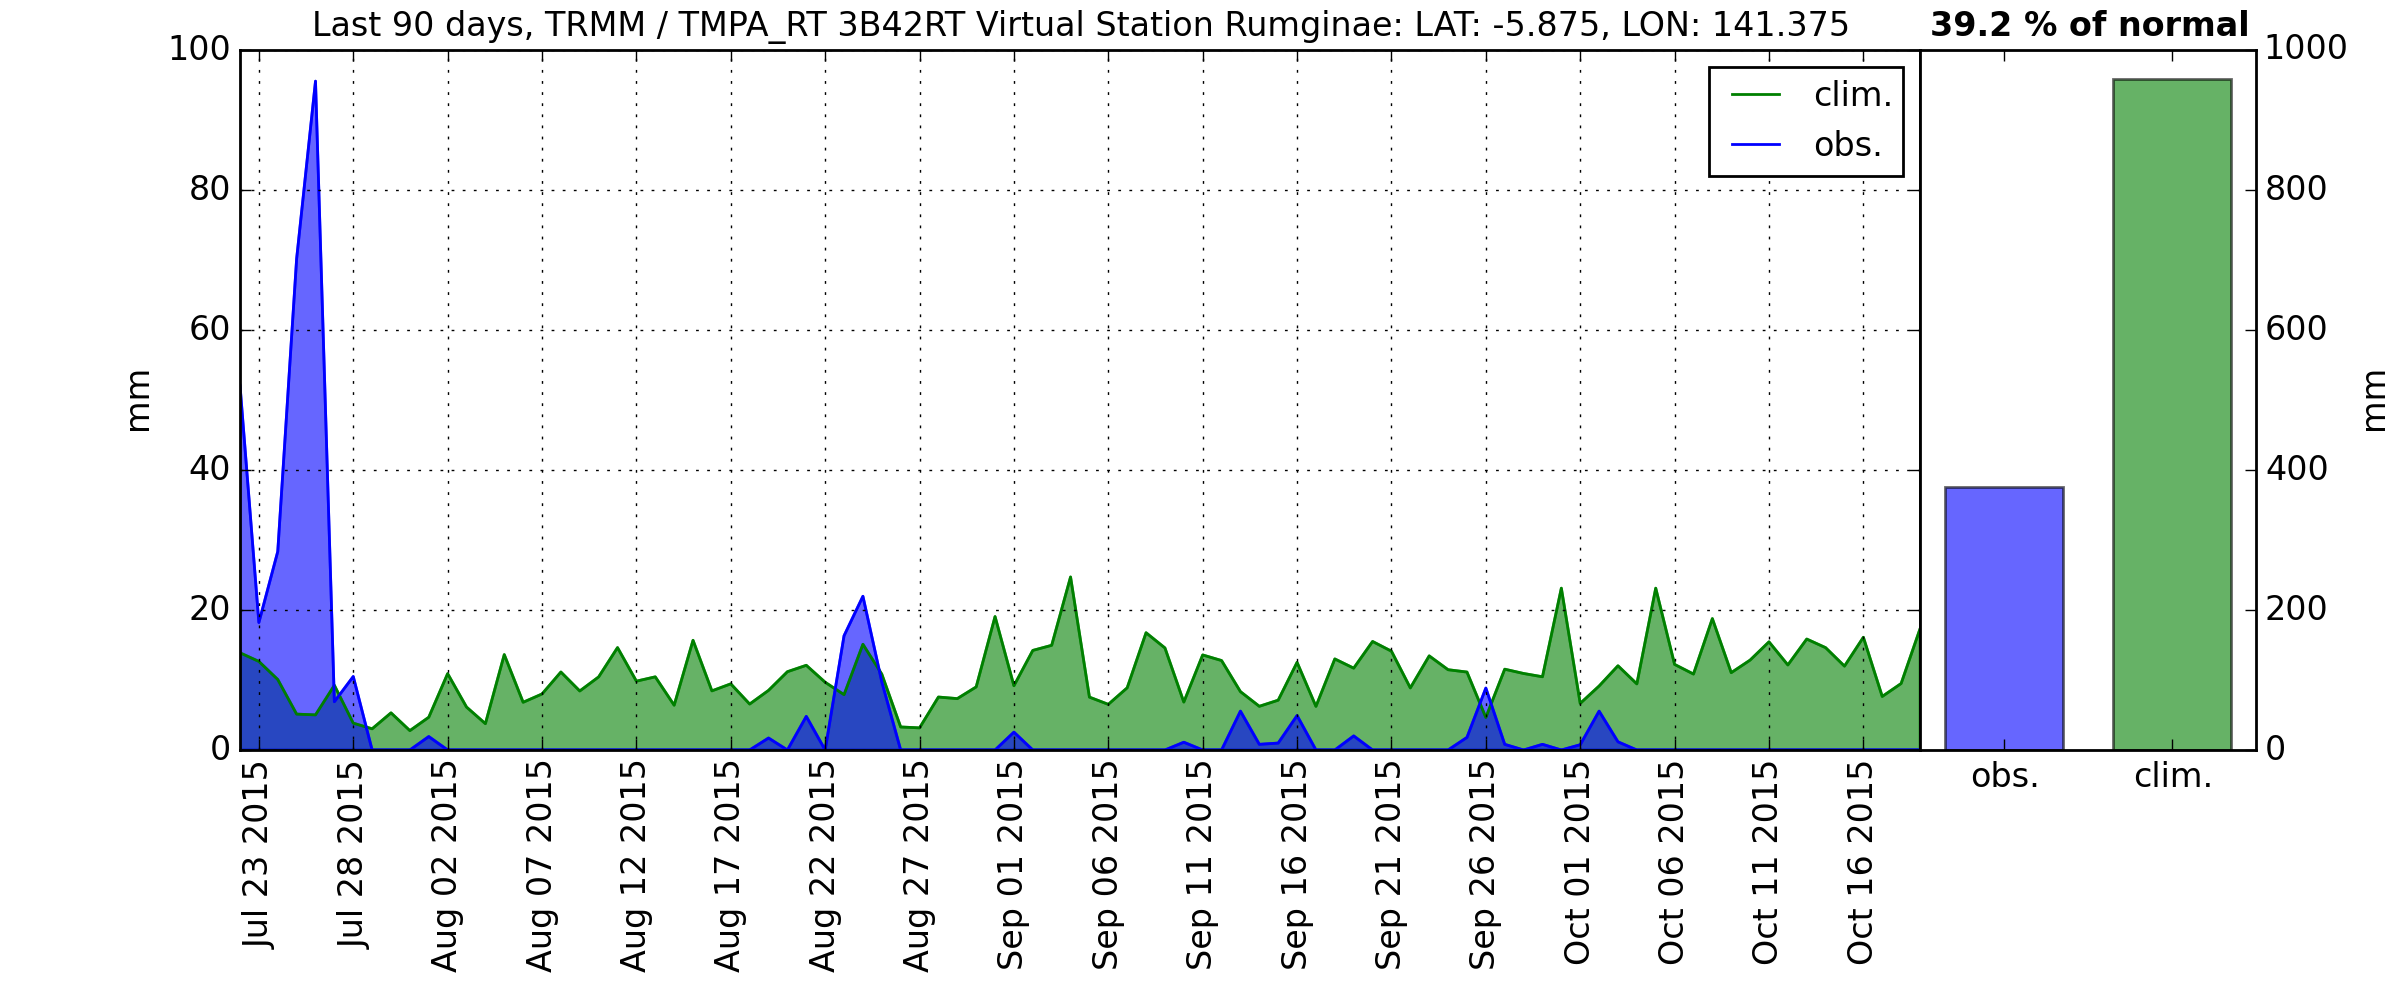 Last 90 days, TRMM / TMPA_RT 3B42RT Virtual Station Rumginae: LAT: -5.875, LON: 141.375
39.2 % of normal
100
80
60
40
20
0
mm
clim.
obs.
1000
800
600
400
200
0
mm
Jul 23 2015
Jul 28 2015
Aug 02 2015
Aug 07 2015
Aug 12 2015
Aug 17 2015
Aug 22 2015
Aug 27 2015
Sep 01 2015
Sep 06 2015
Sep 11 2015
Sep 16 2015
Sep 21 2015
Sep 26 2015
Oct 01 2015
Oct 06 2015
Oct 11 2015
Oct 16 2015
obs.
clim.